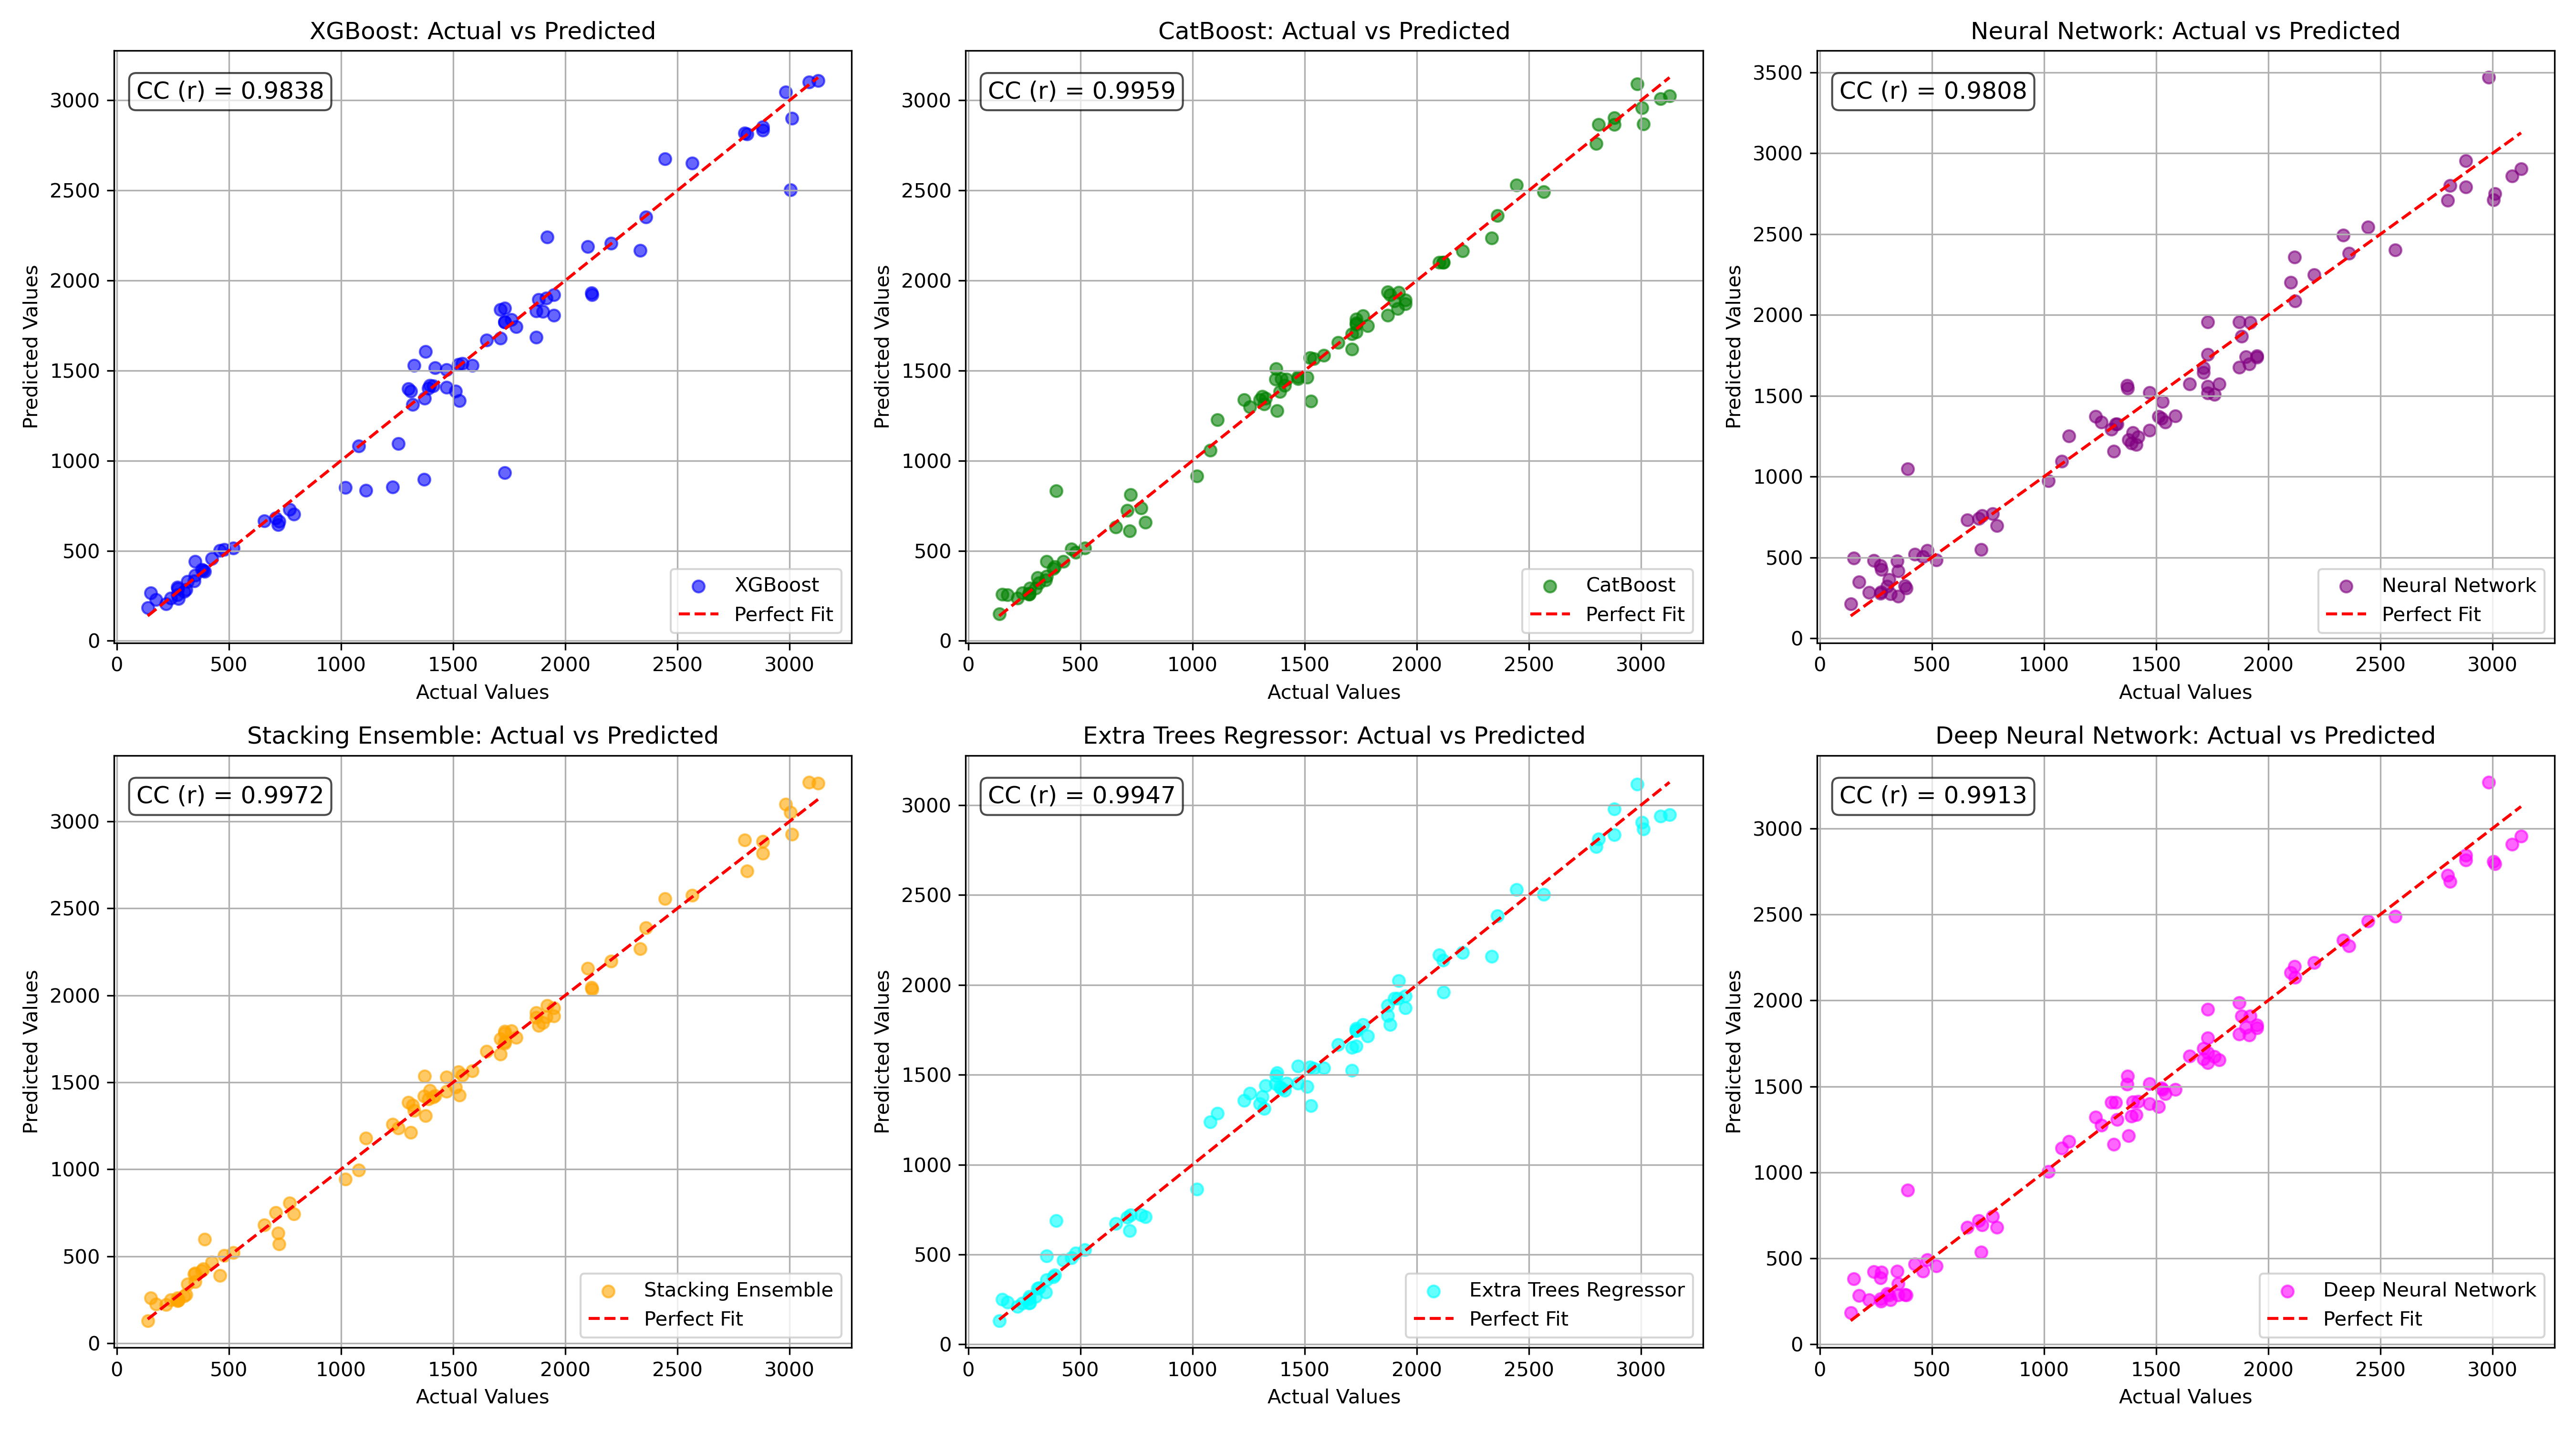 XGBoost: Actual vs Predicted
CC (r) = 0.9838
3000
2500
2000
1500
1000
500
0
Predicted Values
0 500 1000 1500 2000 2500 3000
Actual Values
XGBoost
Perfect Fit
CatBoost: Actual vs Predicted
CC (r) = 0.9959
3000
2500
2000
1500
1000
500
0
Predicted Values
0 500 1000 1500 2000 2500 3000
Actual Values
CatBoost
Perfect Fit
Neural Network: Actual vs Predicted
CC (r) = 0.9808
3500
3000
2500
2000
1500
1000
500
0
Predicted Values
0 500 1000 1500 2000 2500 3000
Actual Values
Neural Network
Perfect Fit
Stacking Ensemble: Actual vs Predicted
CC (r) = 0.9972
3000
2500
2000
1500
1000
500
0
Predicted Values
0 500 1000 1500 2000 2500 3000
Actual Values
Stacking Ensemble
Perfect Fit
Extra Trees Regressor: Actual vs Predicted
CC (r) = 0.9947
3000
2500
2000
1500
1000
500
0
Predicted Values
0 500 1000 1500 2000 2500 3000
Actual Values
Extra Trees Regressor
Perfect Fit
Deep Neural Network: Actual vs Predicted
CC (r) = 0.9913
3000
2500
2000
1500
1000
500
0
Predicted Values
0 500 1000 1500 2000 2500 3000
Actual Values
Deep Neural Network
Perfect Fit